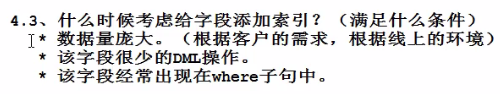 4.3、什么时候考虑给字段添加索引？（满足什么条件）
* 数据量庞大。（根据客户的需求，根据线上的环境）
* 该字段很少的DML操作。
* 该字段经常出现在where子句中。